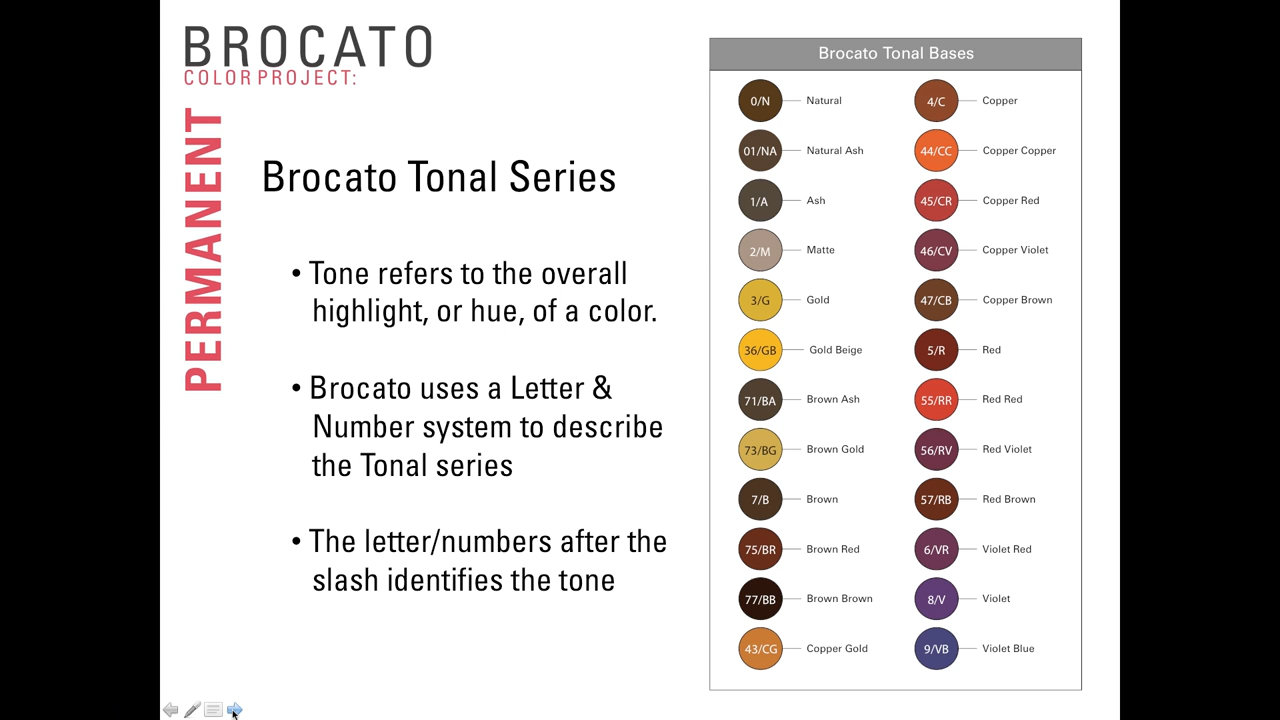 BROCATO
COLOR PROJECT:
PERMANENT
Brocato Tonal Series
• Tone refers to the overall
highlight, or hue, of a color.
• Brocato uses a Letter &
Number system to describe
the Tonal series
• The letter/numbers after the
slash identifies the tone
Brocato Tonal Bases
0/N Natural
01/NA Natural Ash
1/A Ash
2/M Matte
3/G Gold
36/GB Gold Beige
71/BA Brown Ash
73/BG Brown Gold
7/B Brown
75/BR Brown Red
77/BB Brown Brown
43/CG Copper Gold
4/C Copper
44/CC Copper Copper
45/CR Copper Red
46/CV Copper Violet
47/CB Copper Brown
5/R Red
55/RR Red Red
56/RV Red Violet
57/RB Red Brown
6/VR Violet Red
8/V Violet
9/VB Violet Blue